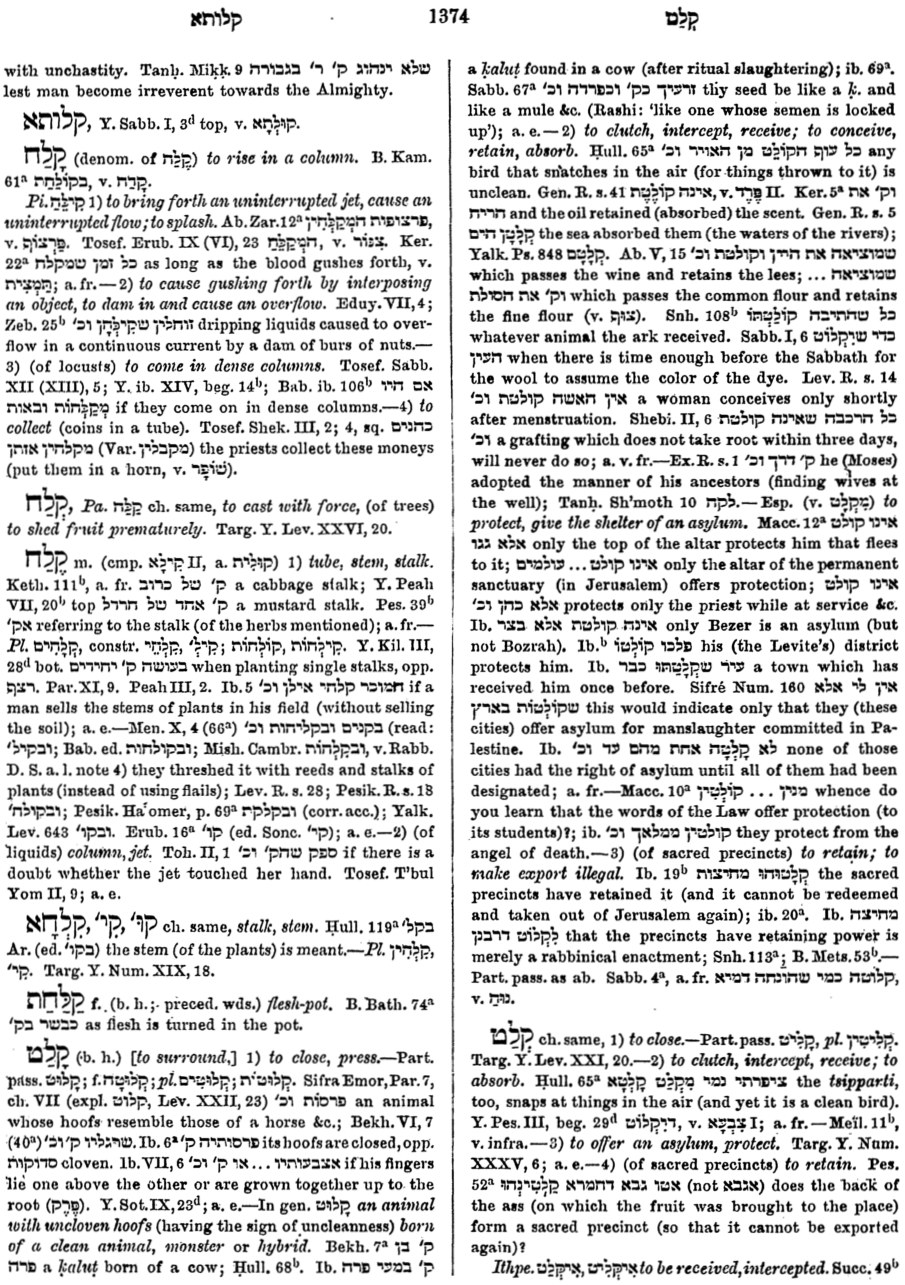 קלותא 1374 קָלַם
with unchastity. Tanḥ. Miḳḳ. 9 שלא ינהוג ק' ר' בגבורה
lest man become irreverent towards the Almighty.
קלותא, Y. Sabb. I, 3ᵈ top, v. קוּלְּתָא.
קָלַח (denom. of קֶלַח) to rise in a column. B. Kam.
61ᵃ בקולחת, v. קָדַח.
Pi. קִילֵּחַ 1) to bring forth an uninterrupted jet, cause an
uninterrupted flow; to splash. Ab. Zar. 12ᵃ פרצופות המקלחין,
v. פַּרְצוּף. Tosef. Erub. IX (VI), 23 המקלח, v. צִנּוֹר. Ker.
22ᵃ כל זמן שמקלח as long as the blood gushes forth, v.
תַּמְצִית; a. fr.—2) to cause gushing forth by interposing
an object, to dam in and cause an overflow. Eduy. VII, 4;
Zeb. 25ᵇ זוחלין שקילחן וכ' dripping liquids caused to over-
flow in a continuous current by a dam of burs of nuts.—
3) (of locusts) to come in dense columns. Tosef. Sabb.
XII (XIII), 5; Y. ib. XIV, beg. 14ᵇ; Bab. ib. 106ᵇ אם היו
מְקַלְּחוֹת ובאות if they come on in dense columns.—4) to
collect (coins in a tube). Tosef. Shek. III, 2; 4, sq. כהנים
מקלחין אותן (Var. מקבלין) the priests collect these moneys
(put them in a horn, v. שׁוֹפָר).
קְלַח, Pa. קַלַּח ch. same, to cast with force, (of trees)
to shed fruit prematurely. Targ. Y. Lev. XXVI, 20.
קֶלַח m. (cmp. קִילָא II, a. קוּלִית) 1) tube, stem, stalk.
Keth. 111ᵇ, a. fr. ק' של כרוב a cabbage stalk; Y. Peah
VII, 20ᵇ top ק' אחד של חרדל a mustard stalk. Pes. 39ᵇ
אק' referring to the stalk (of the herbs mentioned); a. fr.—
Pl. קְלָחִים, constr. קִלְחֵי, קִיל'; קוֹלָחוֹת, קִילְחוֹת. Y. Kil. III,
28ᵈ bot. בעושה ק' יחידים when planting single stalks, opp.
רצף. Par. XI, 9. Peah III, 2. Ib. 5 המוכר קלחי אילן וכ' if a
man sells the stems of plants in his field (without selling
the soil); a. e.—Men. X, 4 (66ᵃ) בקנים ובקליחות וכ' (read:
ובקיל'; Bab. ed. ובקולחות; Mish. Cambr. ובקלחות, v. Rabb.
D. S. a. l. note 4) they threshed it with reeds and stalks of
plants (instead of using flails); Lev. R. s. 28; Pesik. R. s. 18
ובקולח'; Pesik. Ha'omer, p. 69ᵃ ובקלקת (corr. acc.); Yalk.
Lev. 643 ובקו'. Erub. 16ᵃ קו' (ed. Sonc. קי'); a. e.—2) (of
liquids) column, jet. Toh. II, 1 ספק שהק' וכ' if there is a
doubt whether the jet touched her hand. Tosef. T'bul
Yom II, 9; a. e.
קִלְחָא, קי', קו' ch. same, stalk, stem. Ḥull. 119ᵃ בקל'
Ar. (ed. בקו') the stem (of the plants) is meant.—Pl. קִלְחִין,
קי'. Targ. Y. Num. XIX, 18.
קַלַּחַת f. (b. h.; preced. wds.) flesh-pot. B. Bath. 74ᵃ
כבשר בק' as flesh is turned in the pot.
קָלַט (b. h.) [to surround,] 1) to close, press.—Part.
pass. קָלוּט; f. קְלוּטָה; pl. קְלוּטִים, קְלוּטוֹת. Sifra Emor, Par. 7,
ch. VII (expl. קלוט, Lev. XXII, 23) פרסות וכ' an animal
whose hoofs resemble those of a horse &c.; Bekh. VI, 7
(40ᵃ) שרגליו ק' וכ'. Ib. 6ᵃ פרסותיה ק' its hoofs are closed, opp.
סדוקות cloven. Ib. VII, 6 אצבעותיו ... או ק' וכ' if his fingers
lie one above the other or are grown together up to the
root (פֶּרֶק). Y. Sot. IX, 23ᵈ; a. e.—In gen. קָלוּט an animal
with uncloven hoofs (having the sign of uncleanness) born
of a clean animal, monster or hybrid. Bekh. 7ᵃ ק' בן
פרה a ḳaluṭ born of a cow; Ḥull. 68ᵇ. Ib. ק' במעי פרה
a ḳaluṭ found in a cow (after ritual slaughtering); ib. 69ᵃ.
Sabb. 67ᵃ זרעיך כק' וכפרדה וכ' thy seed be like a ḳ. and
like a mule &c. (Rashi: 'like one whose semen is locked
up'); a. e.—2) to clutch, intercept, receive; to conceive,
retain, absorb. Ḥull. 65ᵃ כל עוף הקולט מן האויר וכ' any
bird that snatches in the air (for things thrown to it) is
unclean. Gen. R. s. 41 אינה קוֹלֶטֶת, v. פֶּרֶד II. Ker. 5ᵃ וק' את
הריח and the oil retained (absorbed) the scent. Gen. R. s. 5
קְלָטָן הים the sea absorbed them (the waters of the rivers);
Yalk. Ps. 848 קְלָטָם. Ab. V, 15 שמוציאה את היין וקולטת וכ'
which passes the wine and retains the lees; ... שמוציאה
וק' את הסולת which passes the common flour and retains
the fine flour (v. צוּף). Snh. 108ᵇ כל שהתיבה קוֹלַטְתּוֹ
whatever animal the ark received. Sabb. I, 6 כדי שיקלוט
העין when there is time enough before the Sabbath for
the wool to assume the color of the dye. Lev. R. s. 14
אין האשה קולטת וכ' a woman conceives only shortly
after menstruation. Shebi. II, 6 כל הרכבה שאינה קולטת
וכ' a grafting which does not take root within three days,
will never do so; a. v. fr.—Ex. R. s. 1 ק' דרך וכ' he (Moses)
adopted the manner of his ancestors (finding wives at
the well); Tanḥ. Sh'moth 10 לקח.—Esp. (v. מִקְלָט) to
protect, give the shelter of an asylum. Macc. 12ᵃ אינו קולט
אלא גגו only the top of the altar protects him that flees
to it; אינו קולט ... עולמים only the altar of the permanent
sanctuary (in Jerusalem) offers protection; אינו קולט
אלא כהן וכ' protects only the priest while at service &c.
Ib. אינה קולטת אלא בצר only Bezer is an asylum (but
not Bozrah). Ib.ᵇ פלכו קולטו his (the Levite's) district
protects him. Ib. עיר שקלטתו כבר a town which has
received him once before. Sifré Num. 160 אין לי אלא
שקולטות בארץ this would indicate only that they (these
cities) offer asylum for manslaughter committed in Pa-
lestine. Ib. לא קָלְטָה אחת מהם עד וכ' none of those
cities had the right of asylum until all of them had been
designated; a. fr.—Macc. 10ᵃ מנין ... קולטין whence do
you learn that the words of the Law offer protection (to
its students)?; ib. קולטין ממלאך וכ' they protect from the
angel of death.—3) (of sacred precincts) to retain; to
make export illegal. Ib. 19ᵇ קְלָטוּהוּ מחיצות the sacred
precincts have retained it (and it cannot be redeemed
and taken out of Jerusalem again); ib. 20ᵃ. Ib. מחיצה
לקלוט דרבנן that the precincts have retaining power is
merely a rabbinical enactment; Snh. 113ᵃ; B. Mets. 53ᵇ.—
Part. pass. as ab. Sabb. 4ᵃ, a. fr. קלוטה כמי שהונחה דמיא,
v. נוּחַ.
קְלַט ch. same, 1) to close.—Part. pass. קְלִיט, pl. קְלִיטִין.
Targ. Y. Lev. XXI, 20.—2) to clutch, intercept, receive; to
absorb. Ḥull. 65ᵃ ציפרתי נמי מקלט קלטא the tsipparti,
too, snaps at things in the air (and yet it is a clean bird).
Y. Pes. III, beg. 29ᵈ דיקלוט, v. צִבְעָא I; a. fr.—Meïl. 11ᵇ,
v. infra.—3) to offer an asylum, protect. Targ. Y. Num.
XXXV, 6; a. e.—4) (of sacred precincts) to retain. Pes.
52ᵃ אטו גבא דחמרא קלטינהו (not אגבא) does the back of
the ass (on which the fruit was brought to the place)
form a sacred precinct (so that it cannot be exported
again)?
Ithpe. אִיקְלִיט, אִיקְּלַט to be received, intercepted. Succ. 49ᵇ